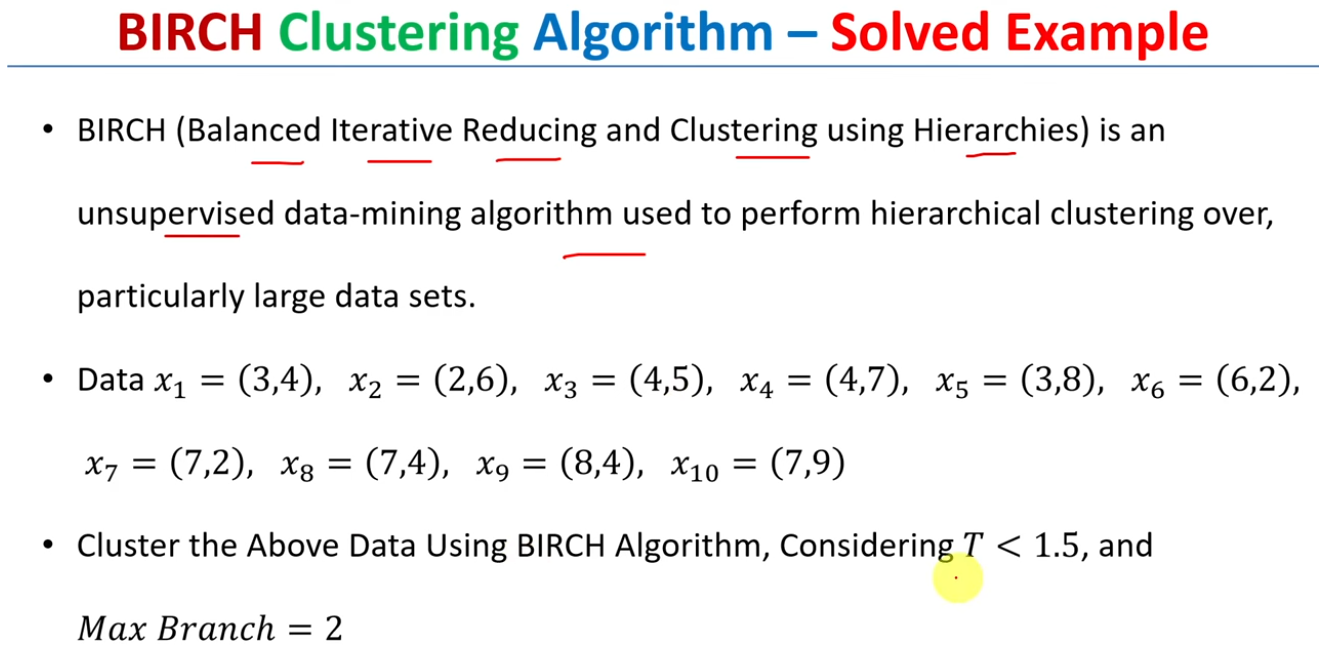 BIRCH Clustering Algorithm – Solved Example
• BIRCH (Balanced Iterative Reducing and Clustering using Hierarchies) is an
unsupervised data-mining algorithm used to perform hierarchical clustering over,
particularly large data sets.
• Data x₁ = (3,4), x₂ = (2,6), x₃ = (4,5), x₄ = (4,7), x₅ = (3,8), x₆ = (6,2),
x₇ = (7,2), x₈ = (7,4), x₉ = (8,4), x₁₀ = (7,9)
• Cluster the Above Data Using BIRCH Algorithm, Considering T < 1.5, and
Max Branch = 2